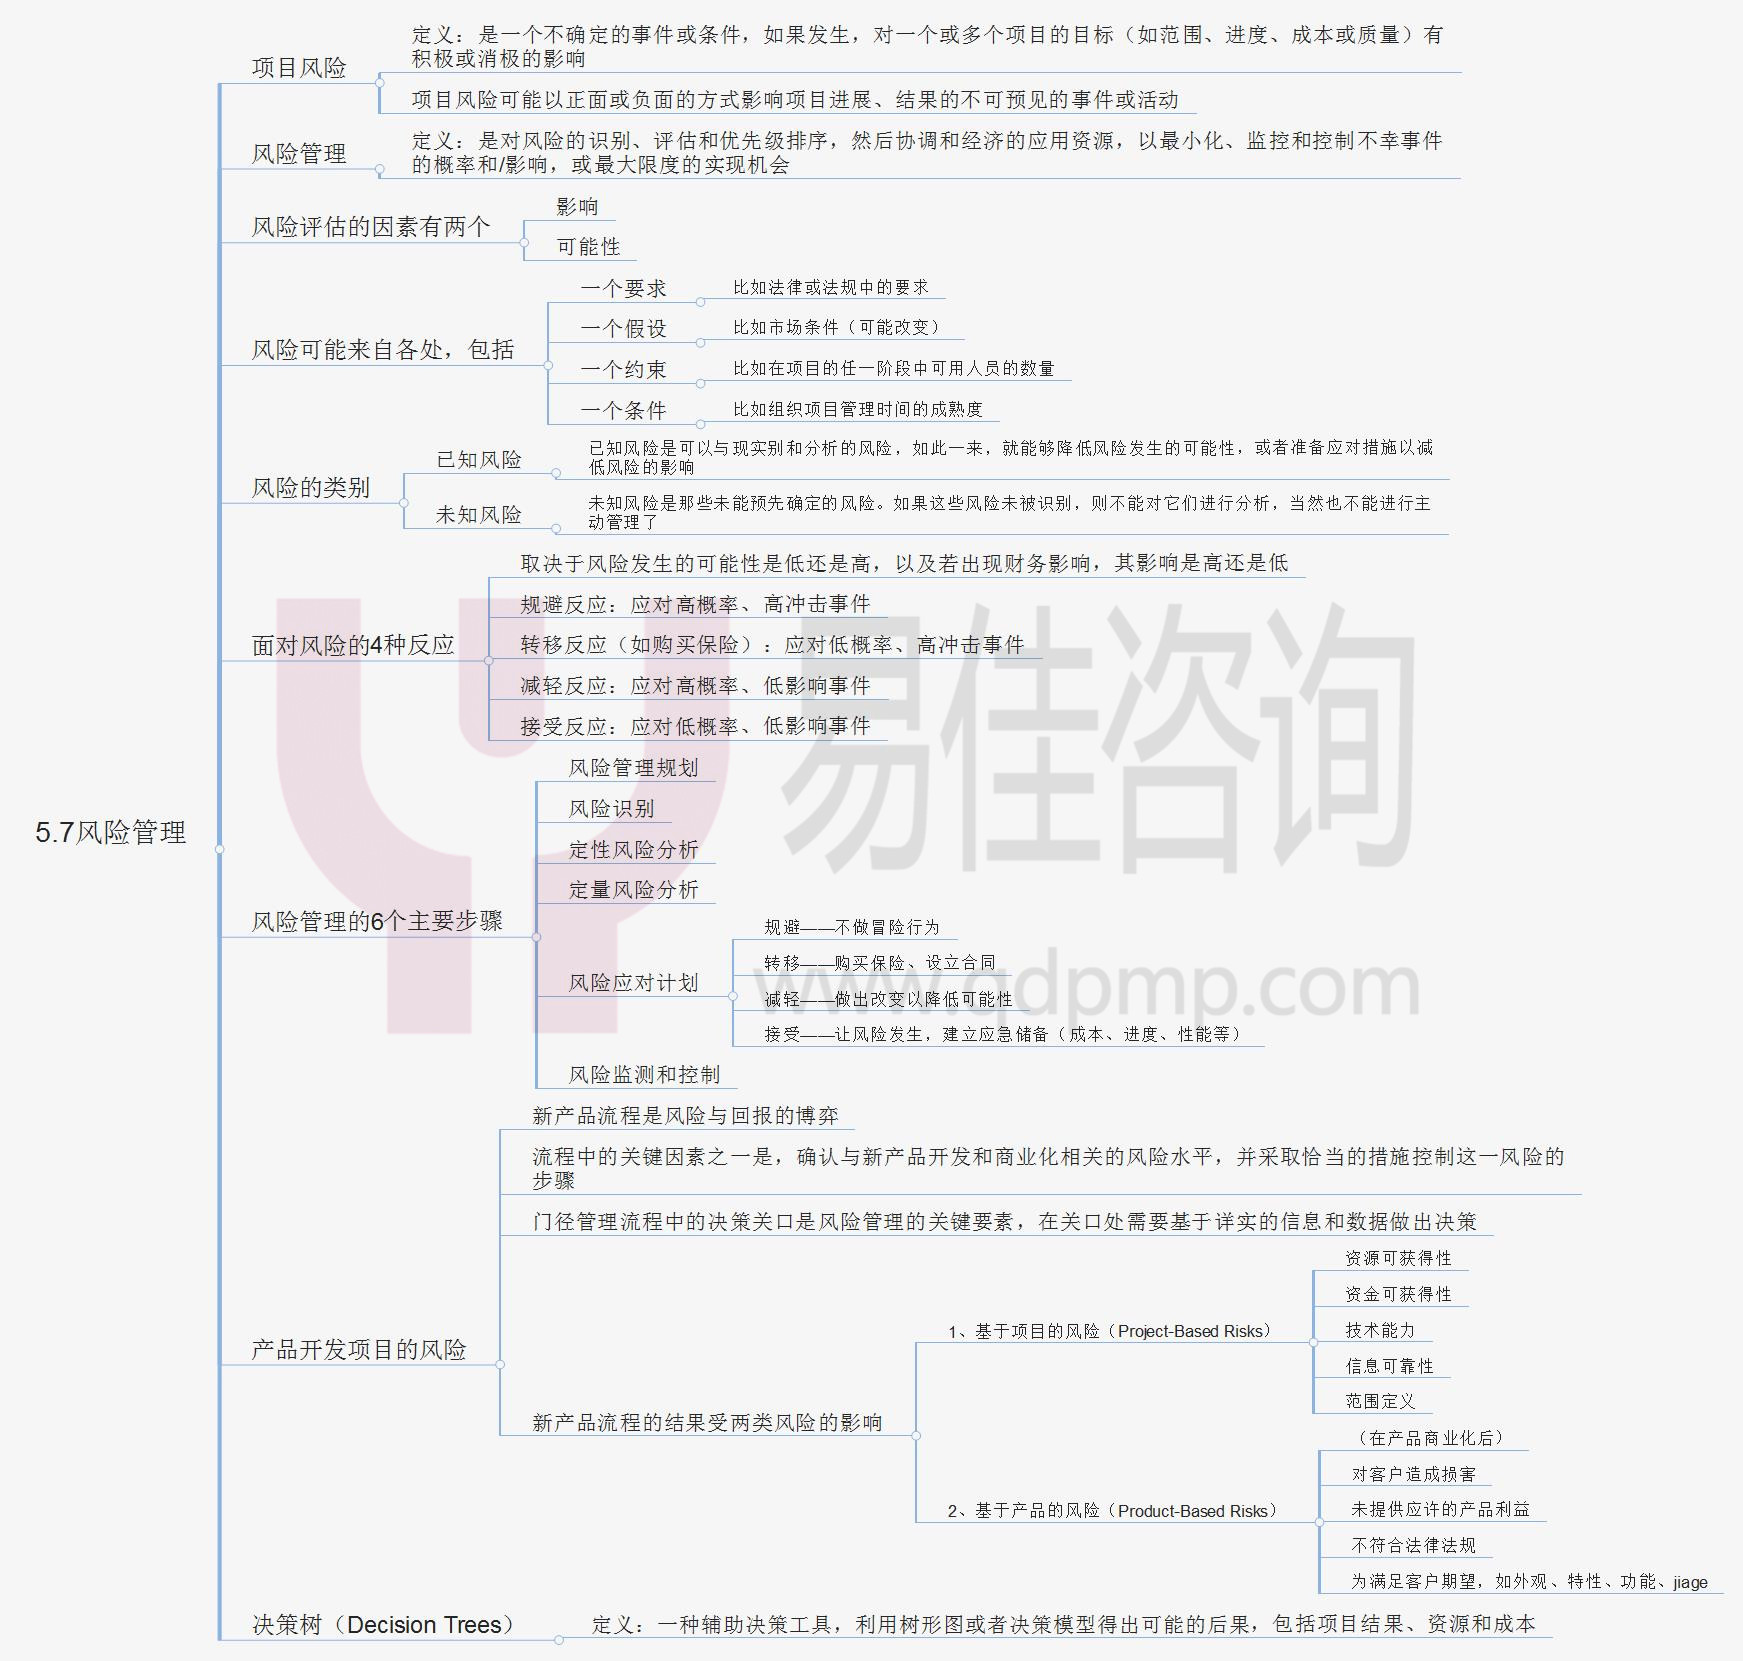 5.7风险管理
项目风险
定义：是一个不确定的事件或条件，如果发生，对一个或多个项目的目标（如范围、进度、成本或质量）有
积极或消极的影响
项目风险可能以正面或负面的方式影响项目进展、结果的不可预见的事件或活动
风险管理
定义：是对风险的识别、评估和优先级排序，然后协调和经济的应用资源，以最小化、监控和控制不幸事件
的概率和/影响，或最大限度的实现机会
风险评估的因素有两个
影响
可能性
风险可能来自各处，包括
一个要求
比如法律或法规中的要求
一个假设
比如市场条件（可能改变）
一个约束
比如在项目的任一阶段中可用人员的数量
一个条件
比如组织项目管理时间的成熟度
风险的类别
已知风险
已知风险是可以与现实别和分析的风险，如此一来，就能够降低风险发生的可能性，或者准备应对措施以减
低风险的影响
未知风险
未知风险是那些未能预先确定的风险。如果这些风险未被识别，则不能对它们进行分析，当然也不能进行主
动管理了
面对风险的4种反应
取决于风险发生的可能性是低还是高，以及若出现财务影响，其影响是高还是低
规避反应：应对高概率、高冲击事件
转移反应（如购买保险）：应对低概率、高冲击事件
减轻反应：应对高概率、低影响事件
接受反应：应对低概率、低影响事件
风险管理的6个主要步骤
风险管理规划
风险识别
定性风险分析
定量风险分析
风险应对计划
规避——不做冒险行为
转移——购买保险、设立合同
减轻——做出改变以降低可能性
接受——让风险发生，建立应急储备（成本、进度、性能等）
风险监测和控制
产品开发项目的风险
新产品流程是风险与回报的博弈
流程中的关键因素之一是，确认与新产品开发和商业化相关的风险水平，并采取恰当的措施控制这一风险的
步骤
门径管理流程中的决策关口是风险管理的关键要素，在关口处需要基于详实的信息和数据做出决策
新产品流程的结果受两类风险的影响
1、基于项目的风险（Project-Based Risks）
资源可获得性
资金可获得性
技术能力
信息可靠性
范围定义
2、基于产品的风险（Product-Based Risks）
（在产品商业化后）
对客户造成损害
未提供应许的产品利益
不符合法律法规
为满足客户期望，如外观、特性、功能、jiage
决策树（Decision Trees）
定义：一种辅助决策工具，利用树形图或者决策模型得出可能的后果，包括项目结果、资源和成本
易佳咨询
www.qdpmp.com